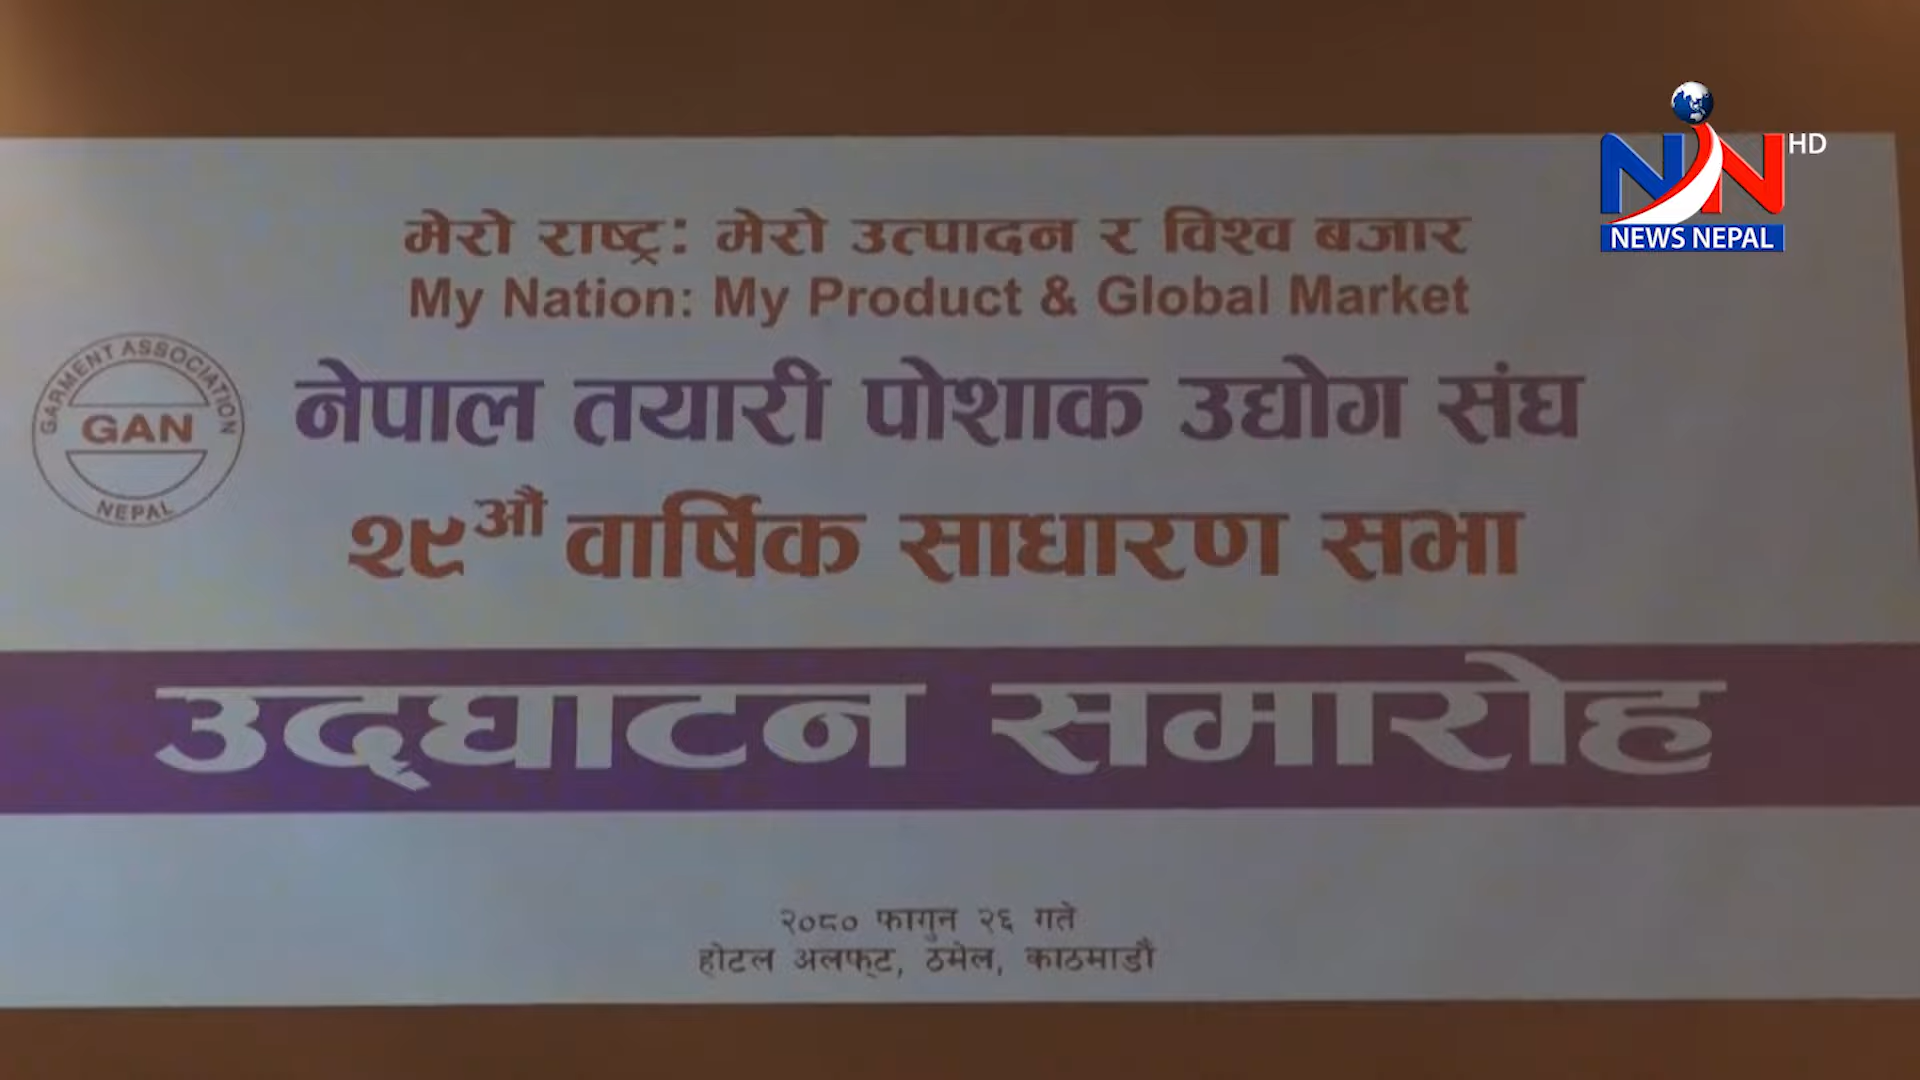 HD
NEWS NEPAL
मेरो राष्ट्र: मेरो उत्पादन र विश्व बजार
My Nation: My Product & Global Market
GARMENT ASSOCIATION
GAN
NEPAL
नेपाल तयारी पोशाक उद्योग संघ
२९औं वार्षिक साधारण सभा
उद्‌घाटन समारोह
२०८० फागुन २६ गते
होटल अलफ्ट, ठमेल, काठमाडौं